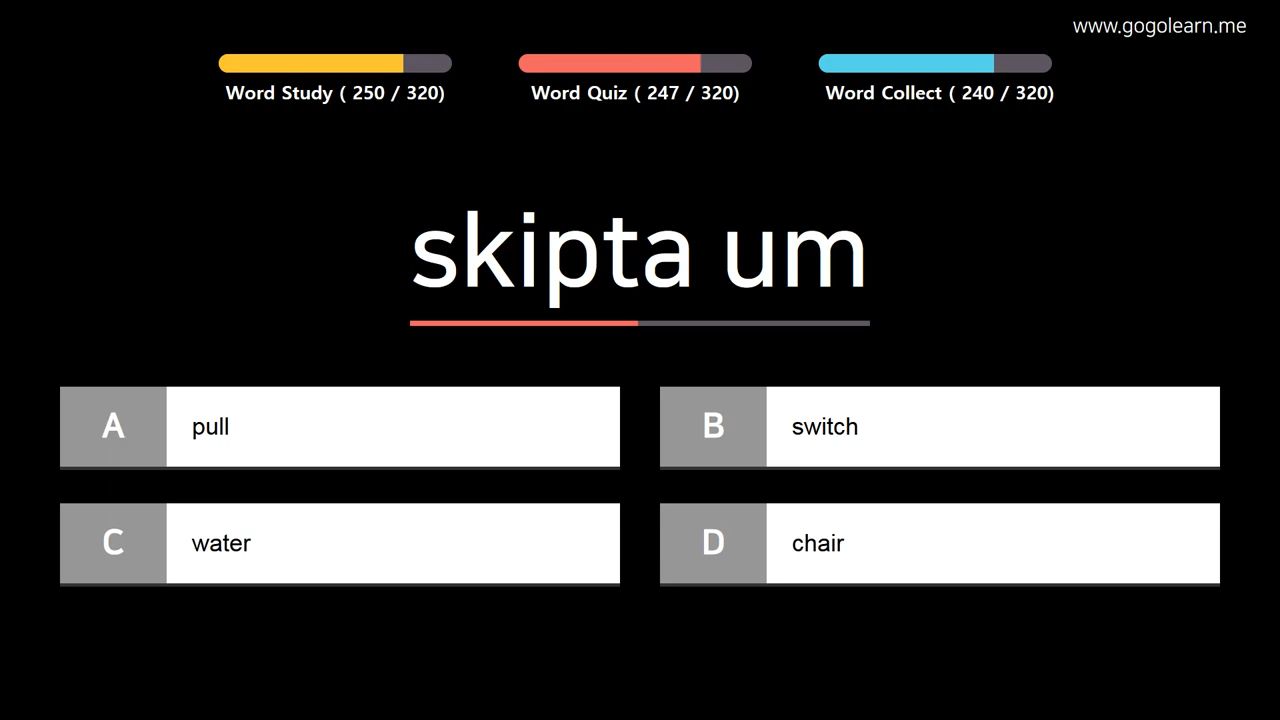 www.gogolearn.me
Word Study ( 250 / 320)
Word Quiz ( 247 / 320)
Word Collect ( 240 / 320)
skipta um
A
pull
B
switch
C
water
D
chair